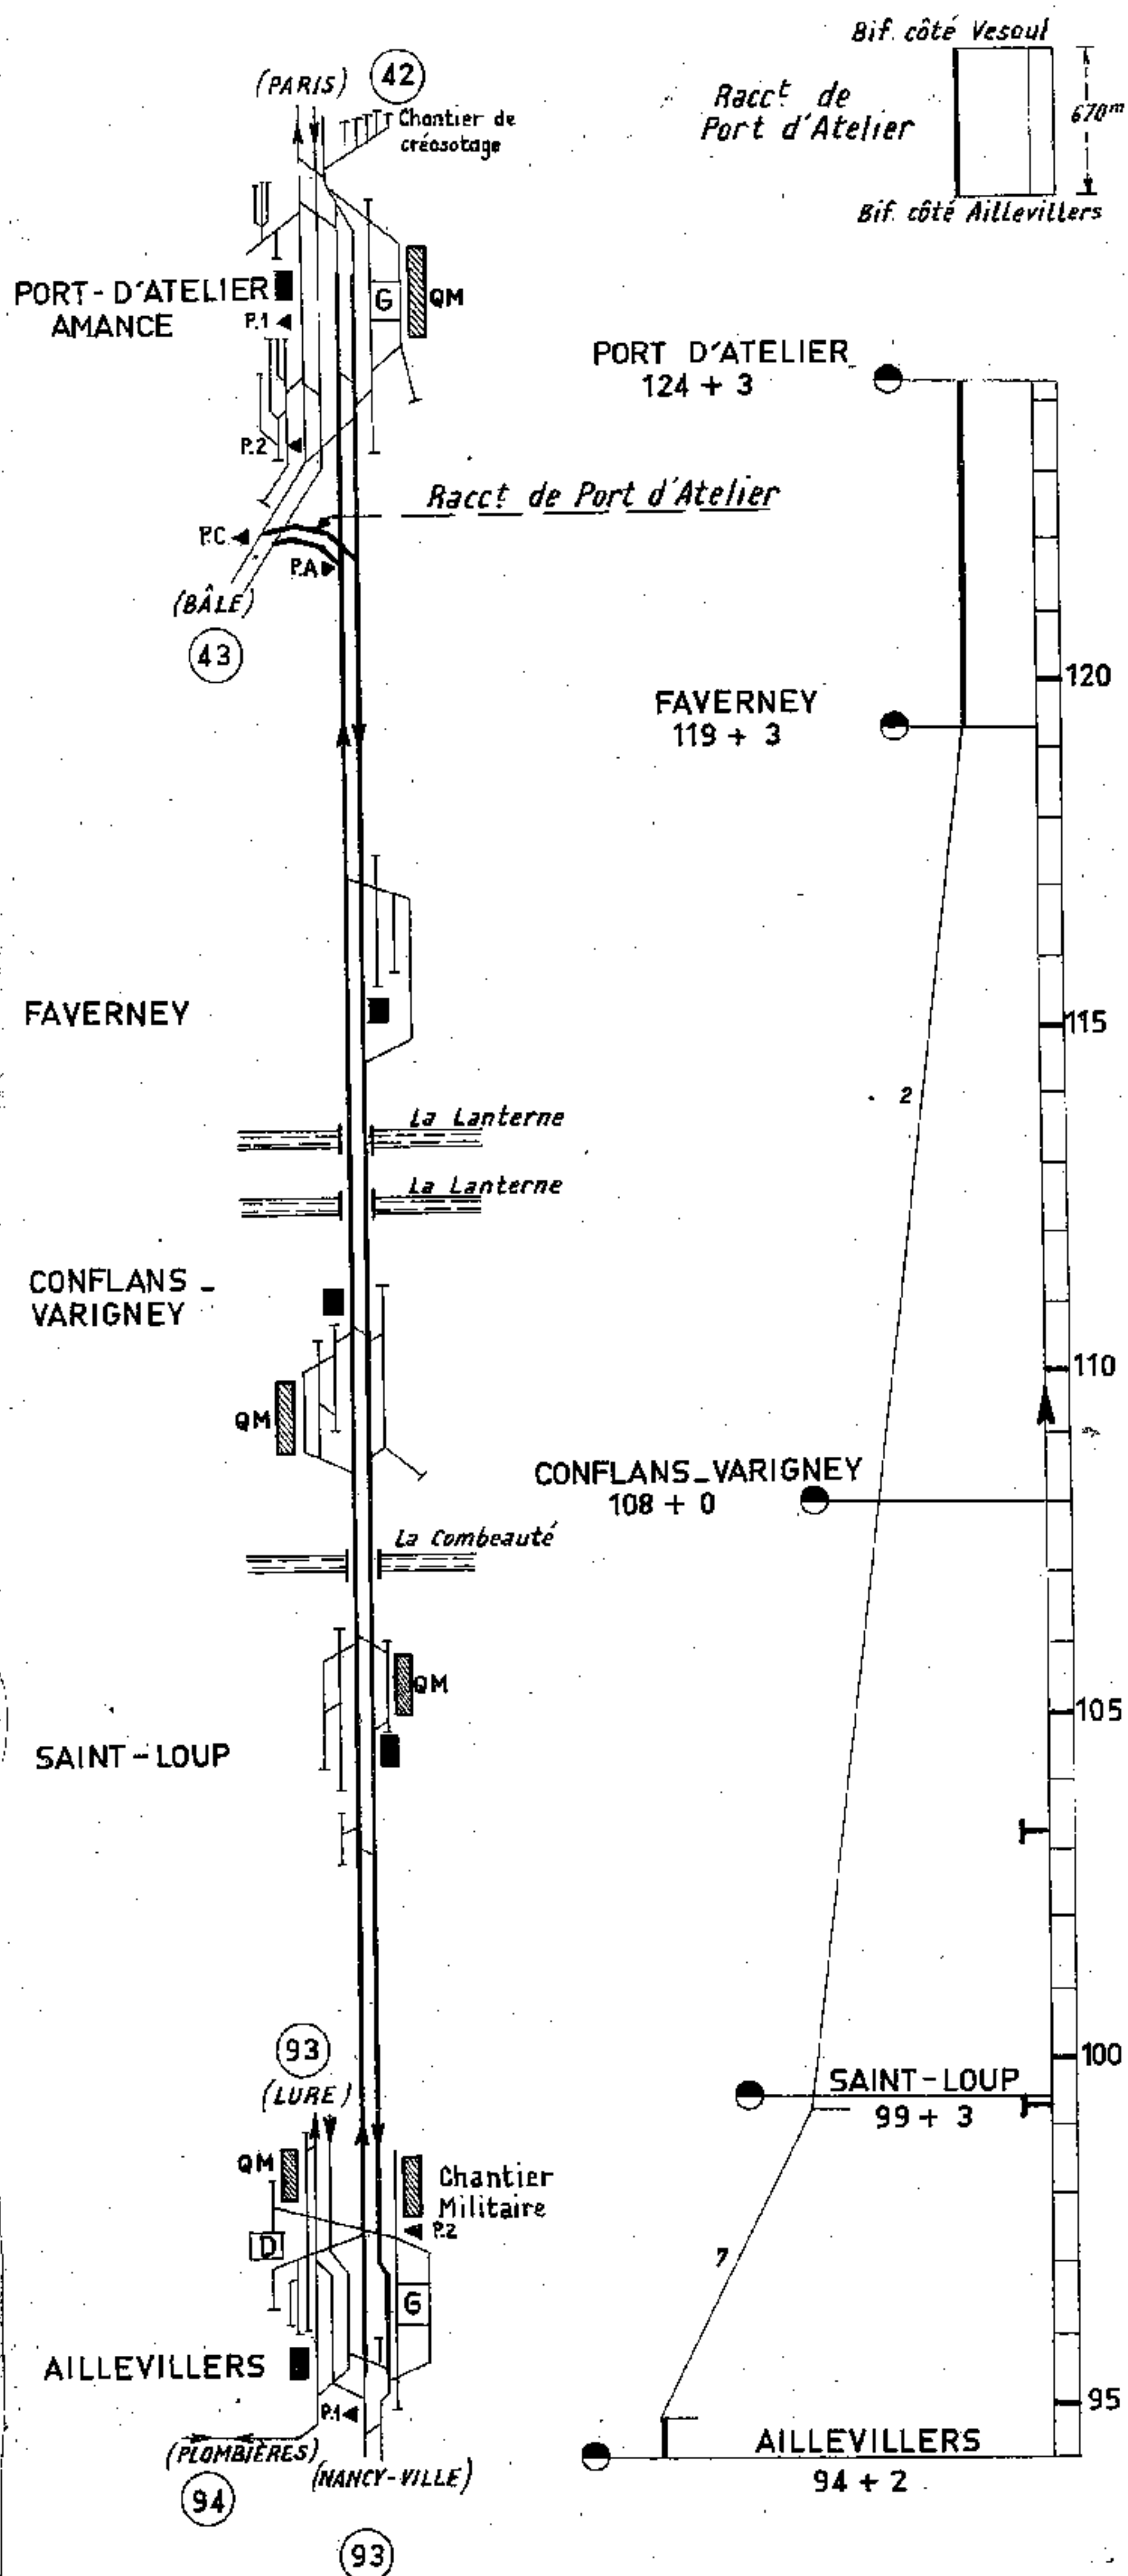 Bif. côté Vesoul
Racct de
Port d'Atelier
670m
Bif. côté Aillevillers
(PARIS)
42
Chantier de
créosotage
PORT-D'ATELIER
AMANCE
P.1
G
QM
P.2
Racct de Port d'Atelier
P.C.
P.A
(BÂLE)
43
FAVERNEY
La Lanterne
La Lanterne
CONFLANS-
VARIGNEY
QM
La Combeauté
QM
SAINT-LOUP
93
(LURE)
QM
Chantier
Militaire
P.2
D
G
AILLEVILLERS
P.1
(PLOMBIÈRES)
94
(NANCY-VILLE)
93
PORT D'ATELIER
124 + 3
120
FAVERNEY
119 + 3
115
2
110
CONFLANS-VARIGNEY
108 + 0
105
100
SAINT-LOUP
99 + 3
7
95
AILLEVILLERS
94 + 2